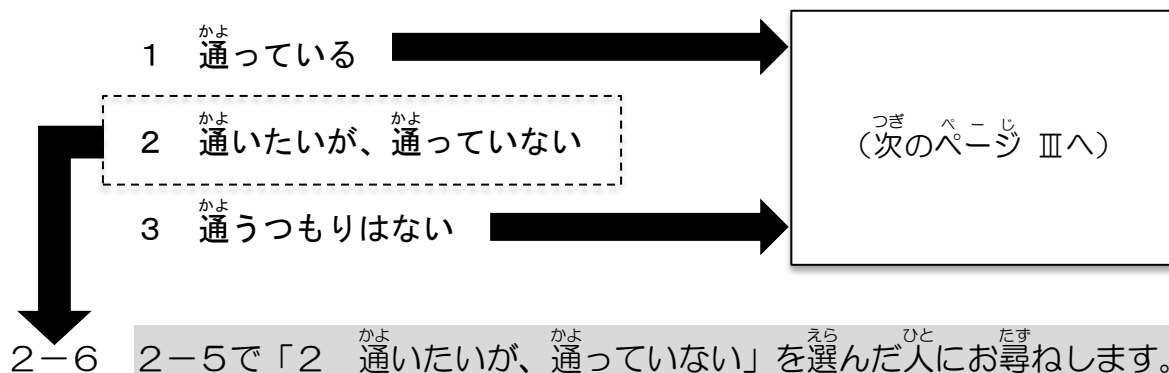 1 通っている
2 通いたいが、通っていない
（次のページ Ⅲへ）
3 通うつもりはない
2－6 2－5で「2 通いたいが、通っていない」を選んだ人にお尋ねします。